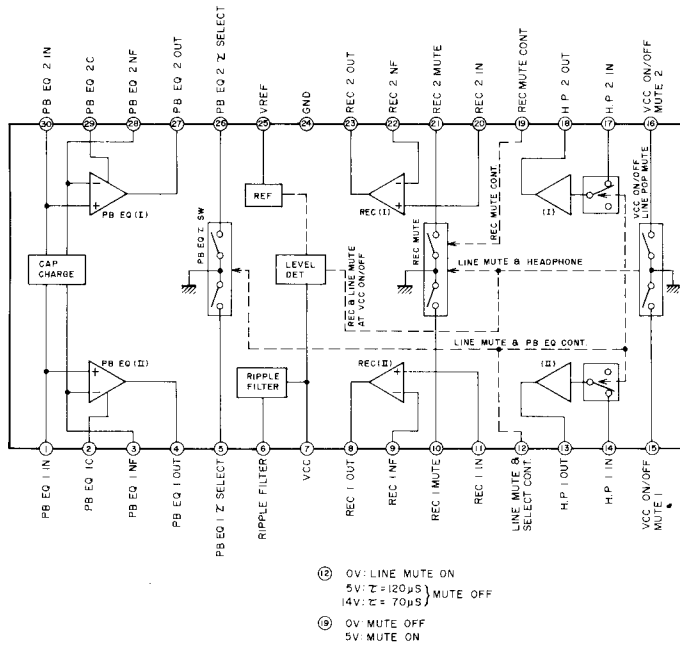 PB EQ 2 IN
PB EQ 2C
PB EQ 2NF
PB EQ 2 OUT
PB EQ2 τ SELECT
VREF
GND
REC 2 OUT
REC 2 NF
REC 2 MUTE
REC 2 IN
REC MUTE CONT
H.P 2 OUT
H.P 2 IN
VCC ON/OFF
MUTE 2
30
29
28
27
26
25
24
23
22
21
20
19
18
17
16
PB EQ (I)
PB EQ τ SW
REF
REC(I)
REC MUTE
REC MUTE CONT.
(I)
VCC ON/OFF
LINE POP MUTE
CAP
CHARGE
LEVEL
DET
REC & LINE MUTE
AT VCC ON/OFF
LINE MUTE & HEADPHONE
LINE MUTE & PB EQ CONT.
PB EQ(II)
RIPPLE
FILTER
REC(II)
(II)
1
2
3
4
5
6
7
8
9
10
11
12
13
14
15
PB EQ 1 IN
PB EQ 1C
PB EQ 1NF
PB EQ 1 OUT
PB EQ1 τ SELECT
RIPPLE FILTER
VCC
REC 1 OUT
REC 1 NF
REC 1 MUTE
REC 1 IN
LINE MUTE &
SELECT CONT.
H.P 1 OUT
H.P 1 IN
VCC ON/OFF
MUTE 1
12 0V: LINE MUTE ON
5V: τ=120μS
14V: τ= 70μS } MUTE OFF
19 0V: MUTE OFF
5V: MUTE ON